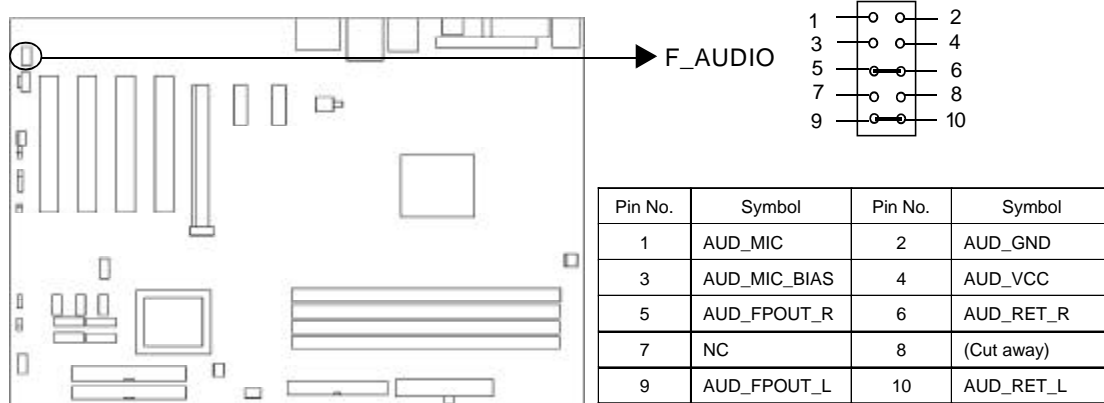 F_AUDIO
1 2
3 4
5 6
7 8
9 10
Pin No. Symbol Pin No. Symbol
1 AUD_MIC 2 AUD_GND
3 AUD_MIC_BIAS 4 AUD_VCC
5 AUD_FPOUT_R 6 AUD_RET_R
7 NC 8 (Cut away)
9 AUD_FPOUT_L 10 AUD_RET_L